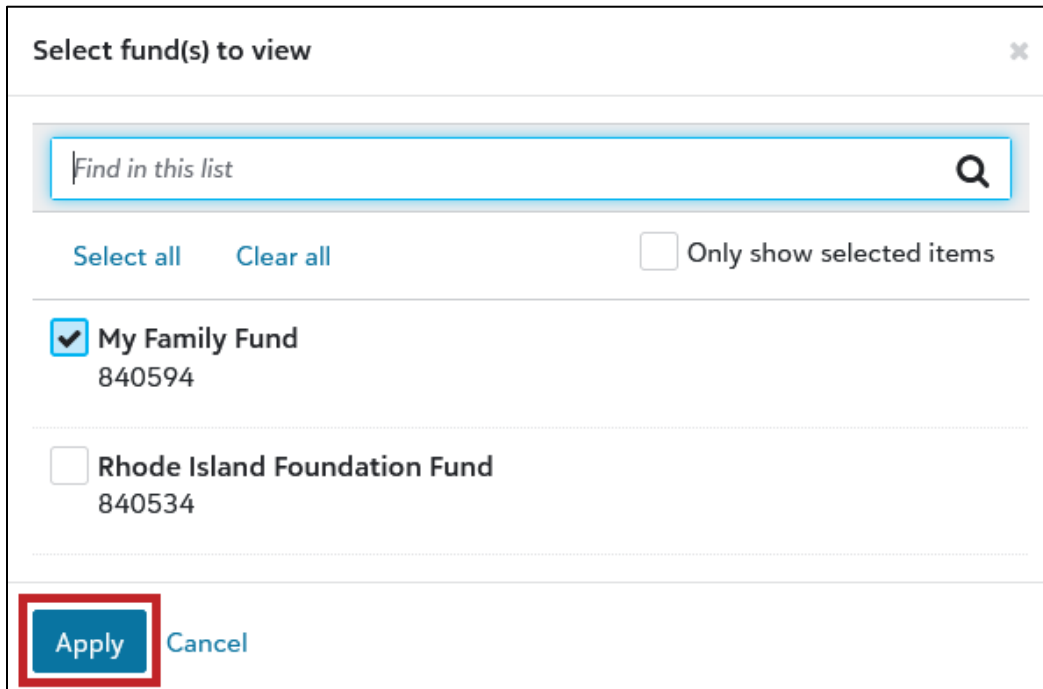 Select fund(s) to view
Find in this list
Select all Clear all Only show selected items
My Family Fund
840594
Rhode Island Foundation Fund
840534
Apply Cancel